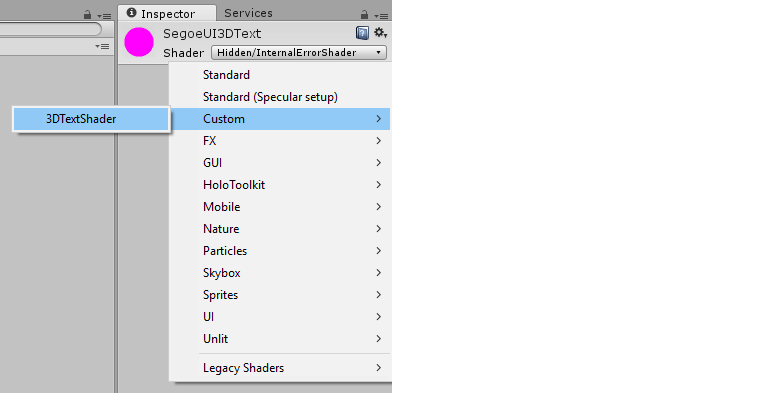 Inspector
Services
SegoeUI3DText
Shader Hidden/InternalErrorShader
Standard
Standard (Specular setup)
3DTextShader
Custom
FX
GUI
HoloToolkit
Mobile
Nature
Particles
Skybox
Sprites
UI
Unlit
Legacy Shaders